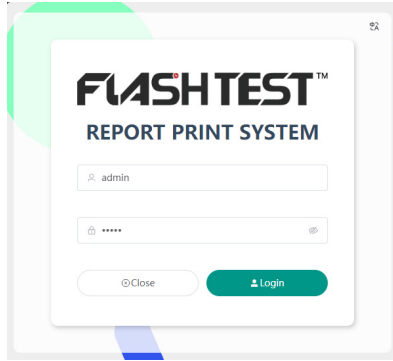 FLASHTEST™
REPORT PRINT SYSTEM
admin
•••••
Close
Login